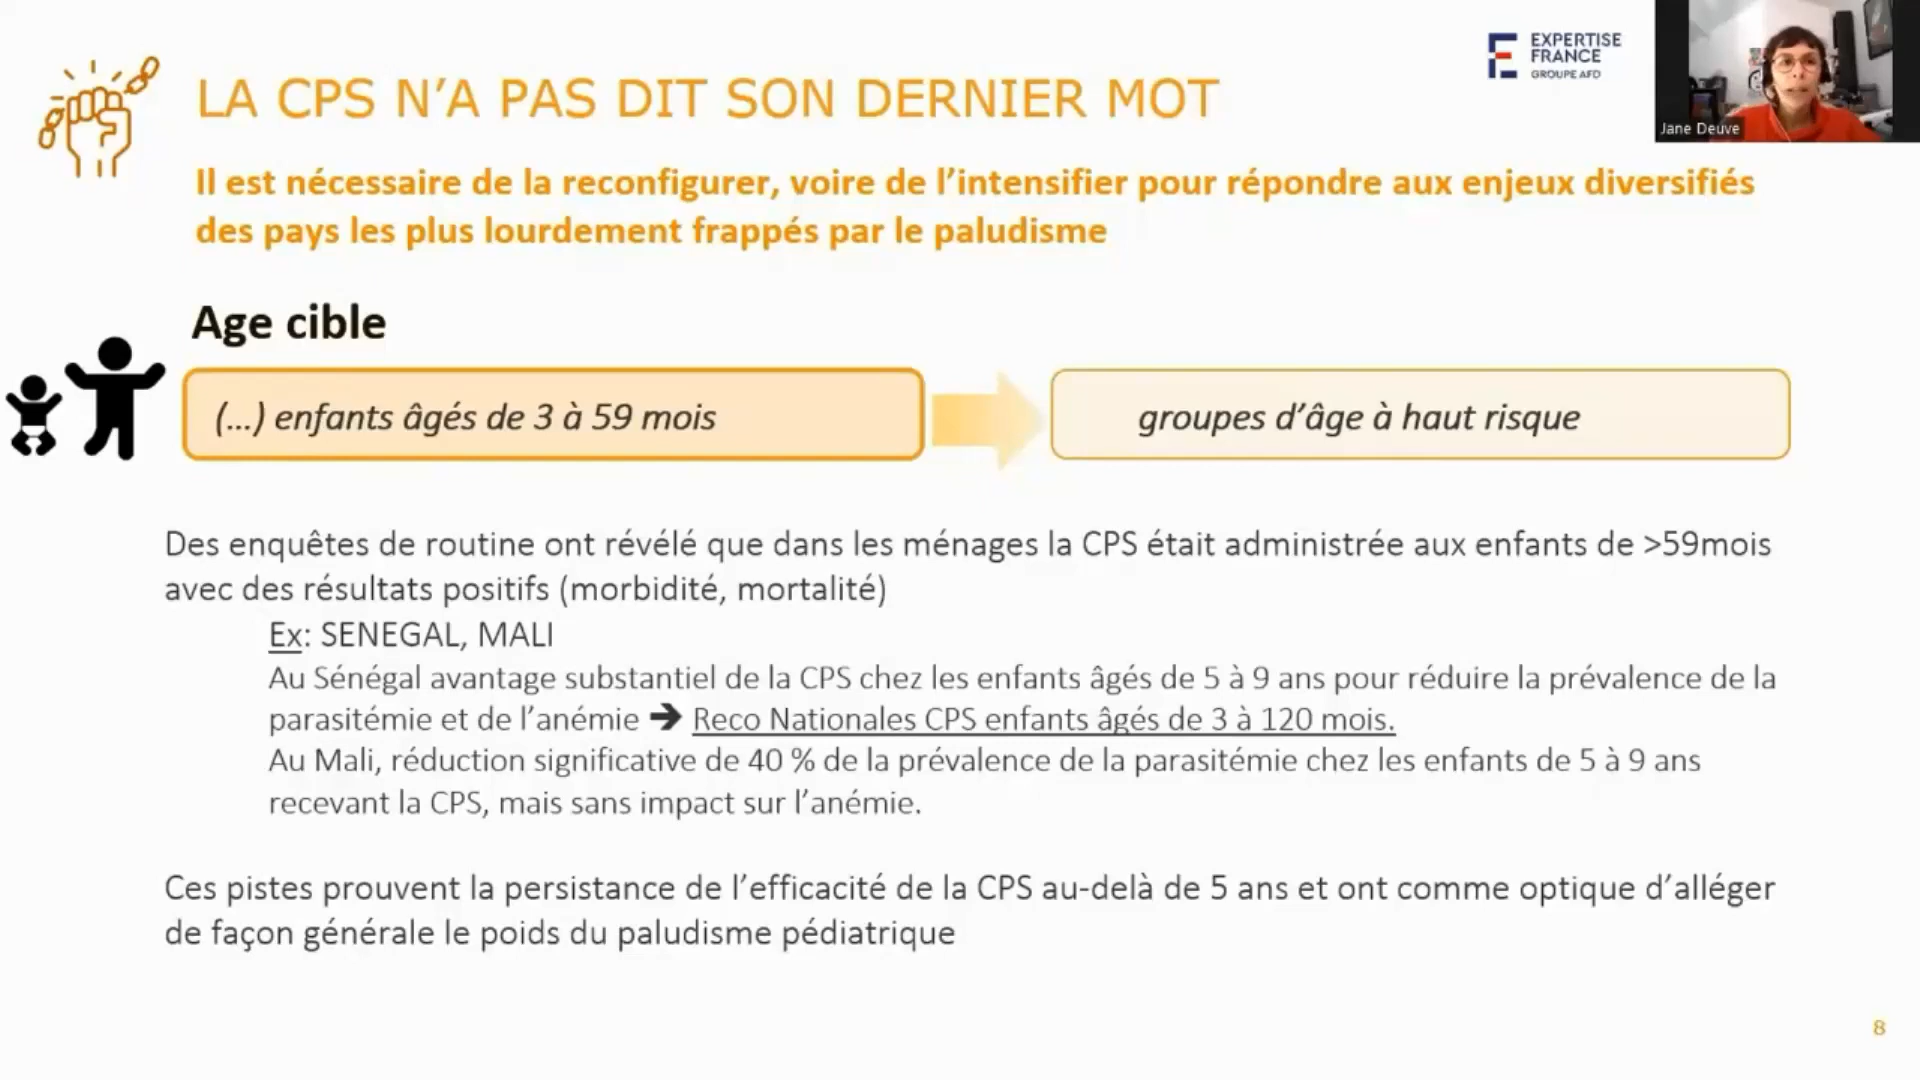 EXPERTISE
FRANCE
GROUPE AFD
Jane Deuve
LA CPS N’A PAS DIT SON DERNIER MOT
Il est nécessaire de la reconfigurer, voire de l’intensifier pour répondre aux enjeux diversifiés
des pays les plus lourdement frappés par le paludisme
Age cible
(...) enfants âgés de 3 à 59 mois
groupes d’âge à haut risque
Des enquêtes de routine ont révélé que dans les ménages la CPS était administrée aux enfants de >59mois
avec des résultats positifs (morbidité, mortalité)
Ex: SENEGAL, MALI
Au Sénégal avantage substantiel de la CPS chez les enfants âgés de 5 à 9 ans pour réduire la prévalence de la
parasitémie et de l’anémie ➔ Reco Nationales CPS enfants âgés de 3 à 120 mois.
Au Mali, réduction significative de 40 % de la prévalence de la parasitémie chez les enfants de 5 à 9 ans
recevant la CPS, mais sans impact sur l’anémie.
Ces pistes prouvent la persistance de l’efficacité de la CPS au-delà de 5 ans et ont comme optique d’alléger
de façon générale le poids du paludisme pédiatrique
8